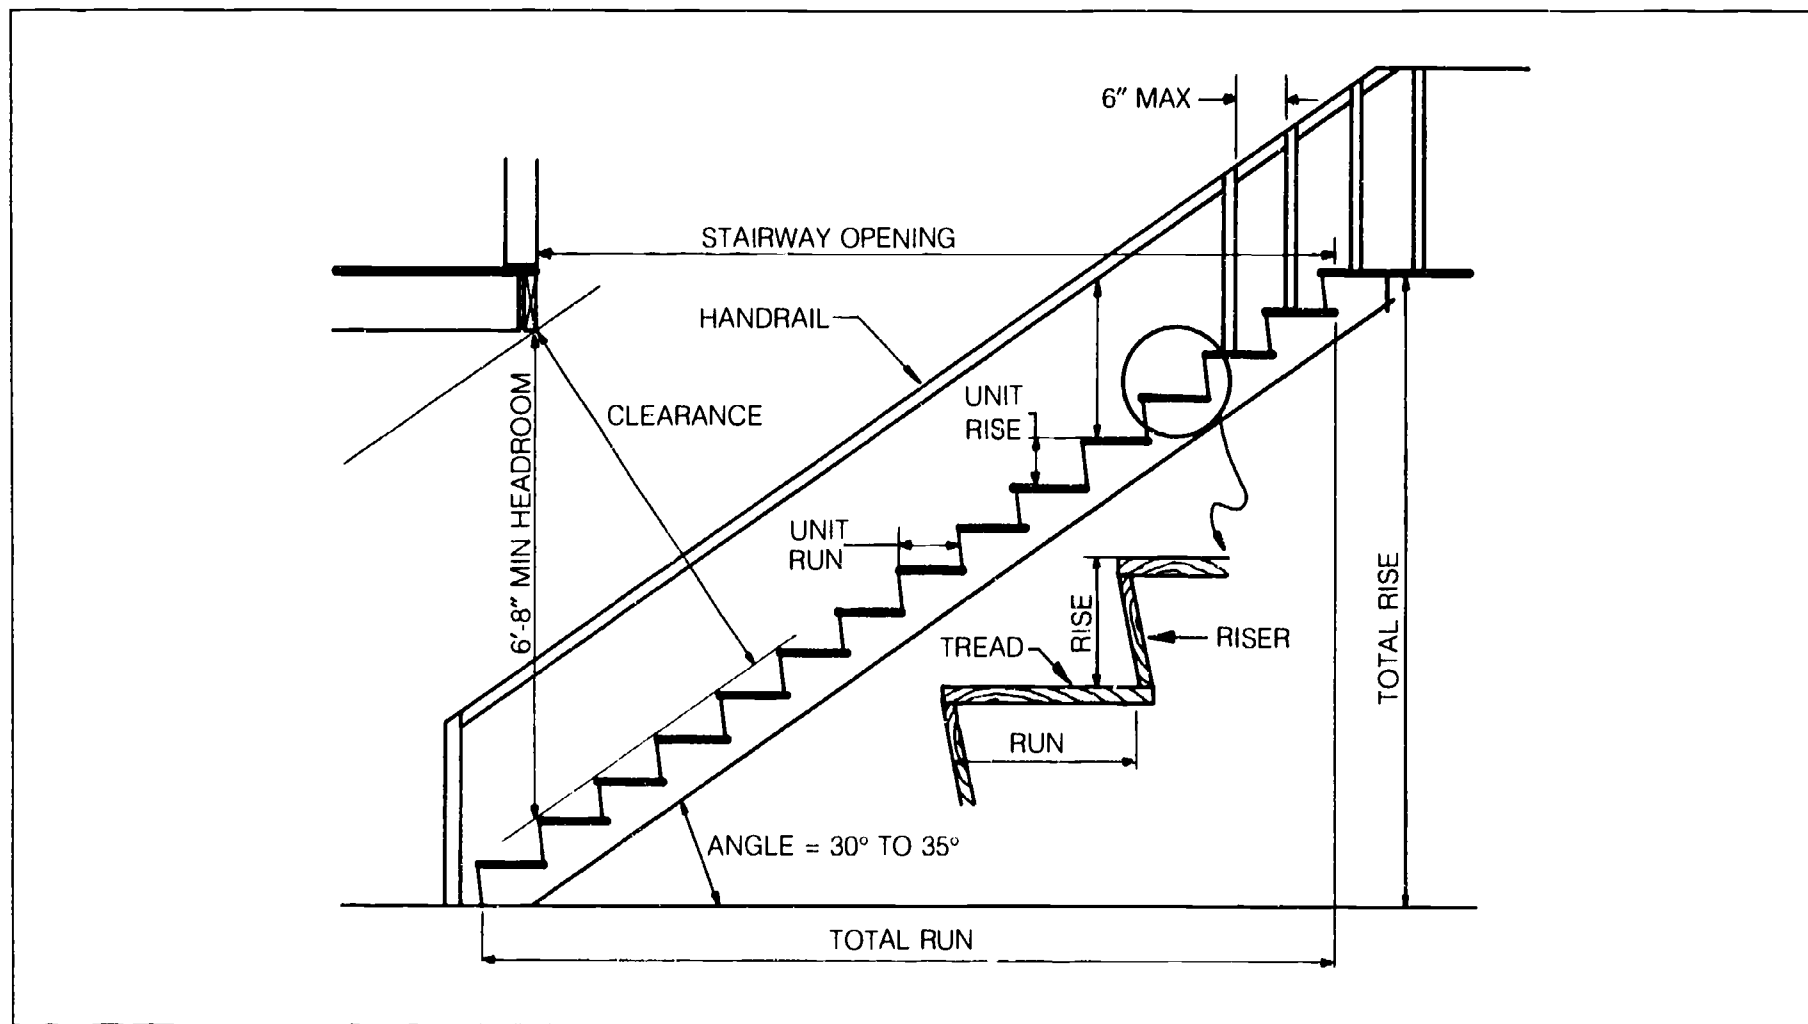 6" MAX
STAIRWAY OPENING
HANDRAIL
UNIT
RISE
CLEARANCE
6'-8" MIN HEADROOM
UNIT
RUN
TREAD
RISE
RISER
RUN
TOTAL RISE
ANGLE = 30° TO 35°
TOTAL RUN